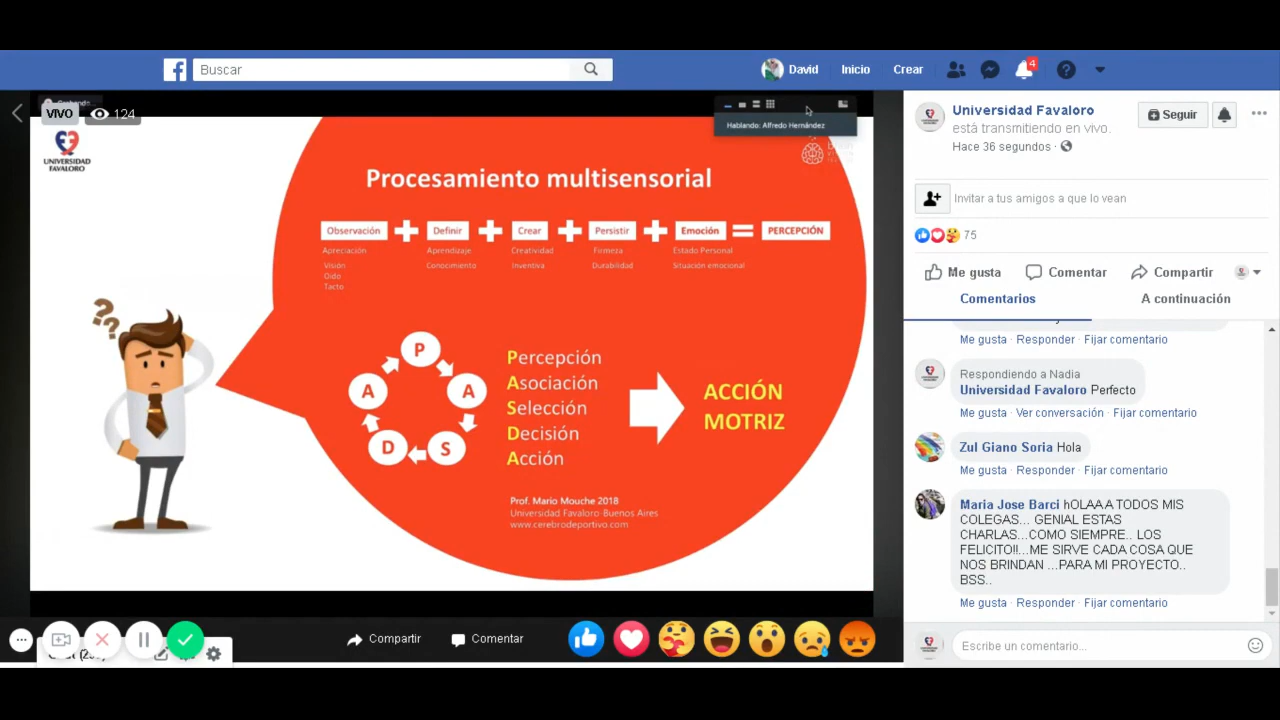 Buscar
David
Inicio
Crear
4
VIVO
124
Hablando: Alfredo Hernández
UNIVERSIDAD
FAVALORO
Procesamiento multisensorial
Observación
Definir
Crear
Persistir
Emoción
PERCEPCIÓN
Apreciación
Aprendizaje
Creatividad
Firmeza
Estado Personal
Visión
Conocimiento
Inventiva
Durabilidad
Situación emocional
Oido
Tacto
??
P
A
S
D
A
Percepción
Asociación
Selección
Decisión
Acción
ACCIÓN
MOTRIZ
Prof. Mario Mouche 2018
Universidad Favaloro Buenos Aires
www.cerebrodeportivo.com
Compartir
Comentar
Universidad Favaloro
está transmitiendo en vivo.
Hace 36 segundos ·
Seguir
Invitar a tus amigos a que lo vean
75
Me gusta
Comentar
Compartir
Comentarios
A continuación
Me gusta · Responder · Fijar comentario
Respondiendo a Nadia
Universidad Favaloro Perfecto
Me gusta · Ver conversación · Fijar comentario
Zul Giano Soria Hola
Me gusta · Responder · Fijar comentario
Maria Jose Barci hOLAA A TODOS MIS
COLEGAS... GENIAL ESTAS
CHARLAS...COMO SIEMPRE.. LOS
FELICITO!!...ME SIRVE CADA COSA QUE
NOS BRINDAN ...PARA MI PROYECTO..
BSS..
Me gusta · Responder · Fijar comentario
Escribe un comentario...